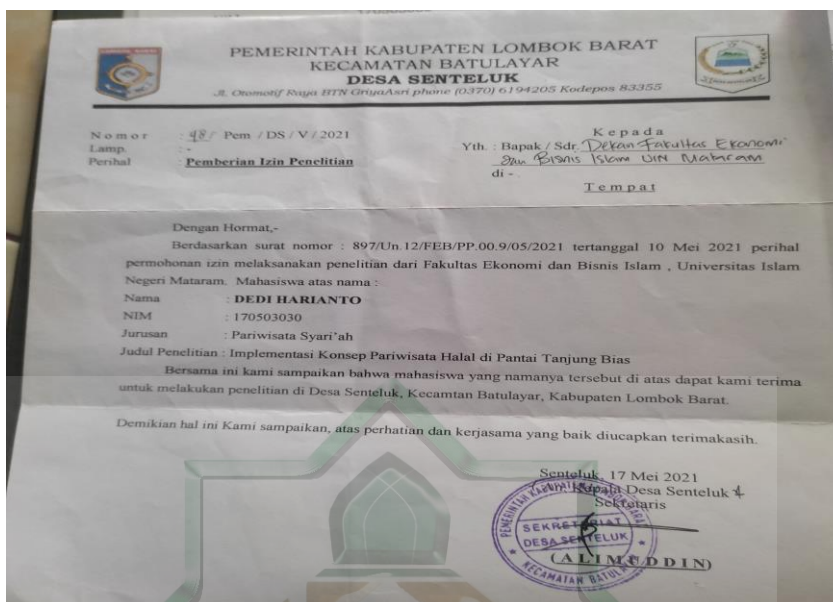 PEMERINTAH KABUPATEN LOMBOK BARAT
KECAMATAN BATULAYAR
DESA SENTELUK
Jl. Otomotif Raya BTN GriyaAsri phone (0370) 6194205 Kodepos 83355
Nomor : 98/ Pem / DS / V / 2021
Lamp. : -
Perihal : Pemberian Izin Penelitian
Kepada
Yth. : Bapak / Sdr. Dekan Fakultas Ekonomi
dan Bisnis Islam UIN Mataram
di -
Tempat
Dengan Hormat,-
Berdasarkan surat nomor : 897/Un.12/FEB/PP.00.9/05/2021 tertanggal 10 Mei 2021 perihal
permohonan izin melaksanakan penelitian dari Fakultas Ekonomi dan Bisnis Islam , Universitas Islam
Negeri Mataram. Mahasiswa atas nama :
Nama : DEDI HARIANTO
NIM : 170503030
Jurusan : Pariwisata Syari'ah
Judul Penelitian : Implementasi Konsep Pariwisata Halal di Pantai Tanjung Bias
Bersama ini kami sampaikan bahwa mahasiswa yang namanya tersebut di atas dapat kami terima
untuk melakukan penelitian di Desa Senteluk, Kecamtan Batulayar, Kabupaten Lombok Barat.
Demikian hal ini Kami sampaikan, atas perhatian dan kerjasama yang baik diucapkan terimakasih.
Senteluk, 17 Mei 2021
Kepala Desa Senteluk
Sekretaris
SEKRETARIAT
DESA SENTELUK
(ALIMUDDIN)